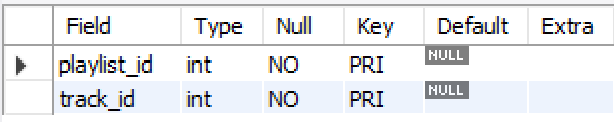 Field Type Null Key Default Extra
playlist_id int NO PRI NULL
track_id int NO PRI NULL